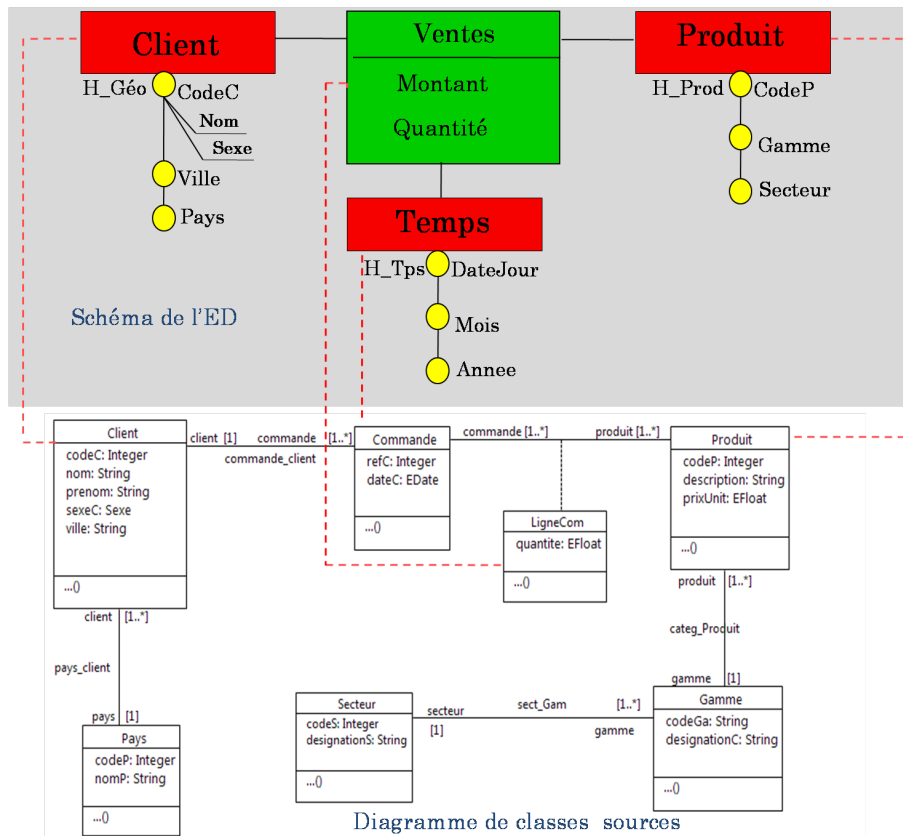 Client
Ventes
Produit
Montant
Quantité
H_Géo
CodeC
Nom
Sexe
Ville
Pays
H_Prod
CodeP
Gamme
Secteur
Temps
H_Tps
DateJour
Mois
Annee
Schéma de l'ED
Client
codeC: Integer
nom: String
prenom: String
sexeC: Sexe
ville: String
...()
client [1]
commande [1..*]
commande_client
Commande
refC: Integer
dateC: EDate
...()
commande [1..*]
produit [1..*]
LigneCom
quantite: EFloat
...()
Produit
codeP: Integer
description: String
prixUnit: EFloat
...()
produit [1..*]
categ_Produit
gamme [1]
client [1..*]
pays_client
pays [1]
Pays
codeP: Integer
nomP: String
...()
Secteur
codeS: Integer
designationS: String
...()
secteur
[1]
sect_Gam
[1..*]
gamme
Gamme
codeGa: String
designationC: String
...()
Diagramme de classes sources